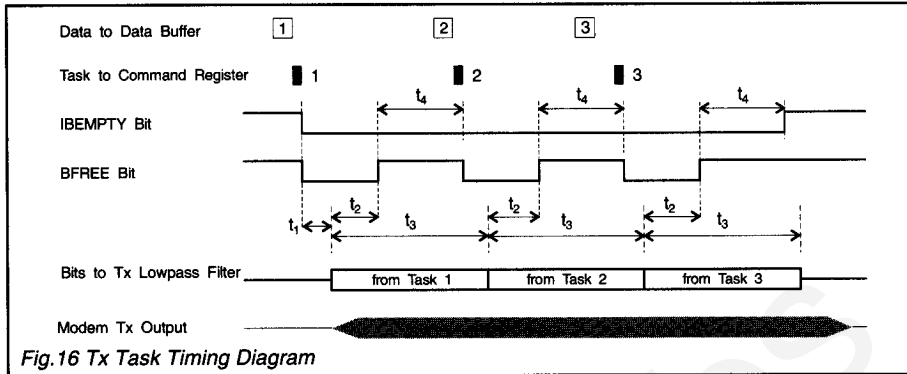 Data to Data Buffer 1 2 3
Task to Command Register 1 2 3
t4 t4 t4
IBEMPTY Bit
BFREE Bit
t2 t2 t2
t1 t3 t3 t3
Bits to Tx Lowpass Filter from Task 1 from Task 2 from Task 3
Modem Tx Output
Fig.16 Tx Task Timing Diagram